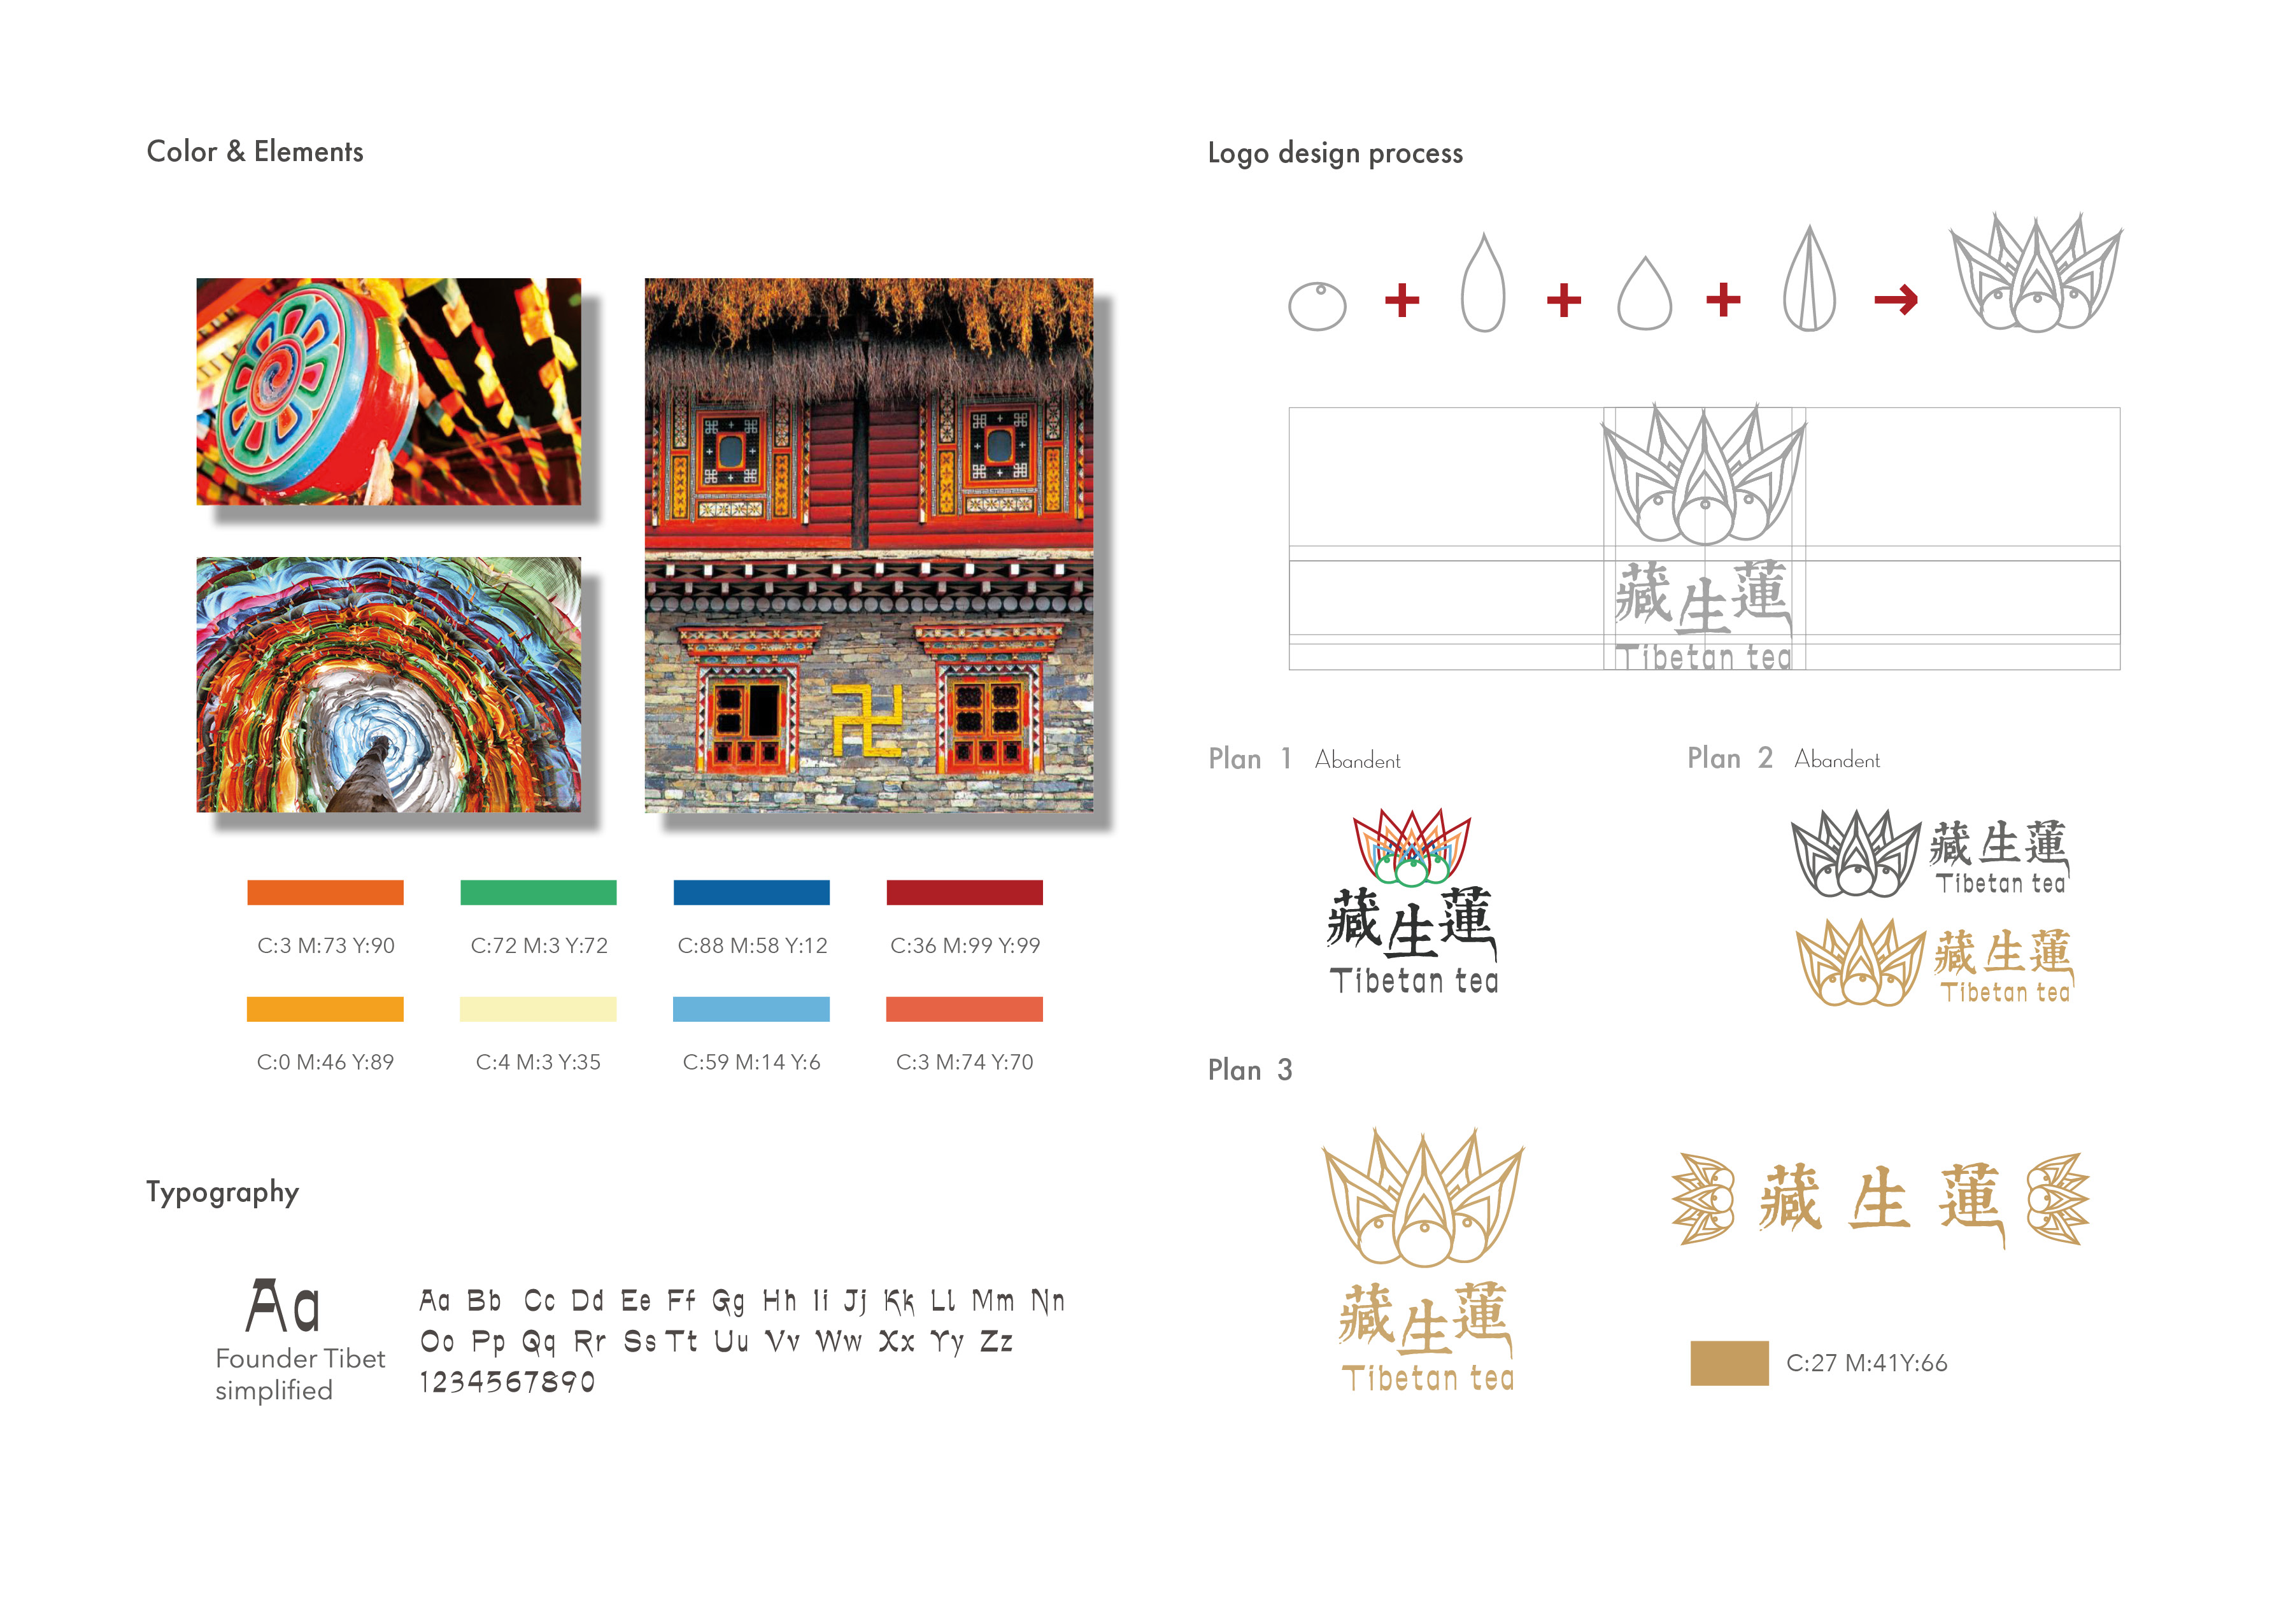 Color & Elements
C:3 M:73 Y:90
C:72 M:3 Y:72
C:88 M:58 Y:12
C:36 M:99 Y:99
C:0 M:46 Y:89
C:4 M:3 Y:35
C:59 M:14 Y:6
C:3 M:74 Y:70
Typography
Aa
Founder Tibet
simplified
Aa Bb Cc Dd Ee Ff Gg Hh Ii Jj Kk Ll Mm Nn
Oo Pp Qq Rr Ss Tt Uu Vv Ww Xx Yy Zz
1234567890
Logo design process
藏生蓮
Tibetan tea
Plan 1 Abandent
藏生蓮
Tibetan tea
Plan 2 Abandent
藏生蓮
Tibetan tea
藏生蓮
Tibetan tea
Plan 3
藏生蓮
Tibetan tea
藏生蓮
C:27 M:41Y:66